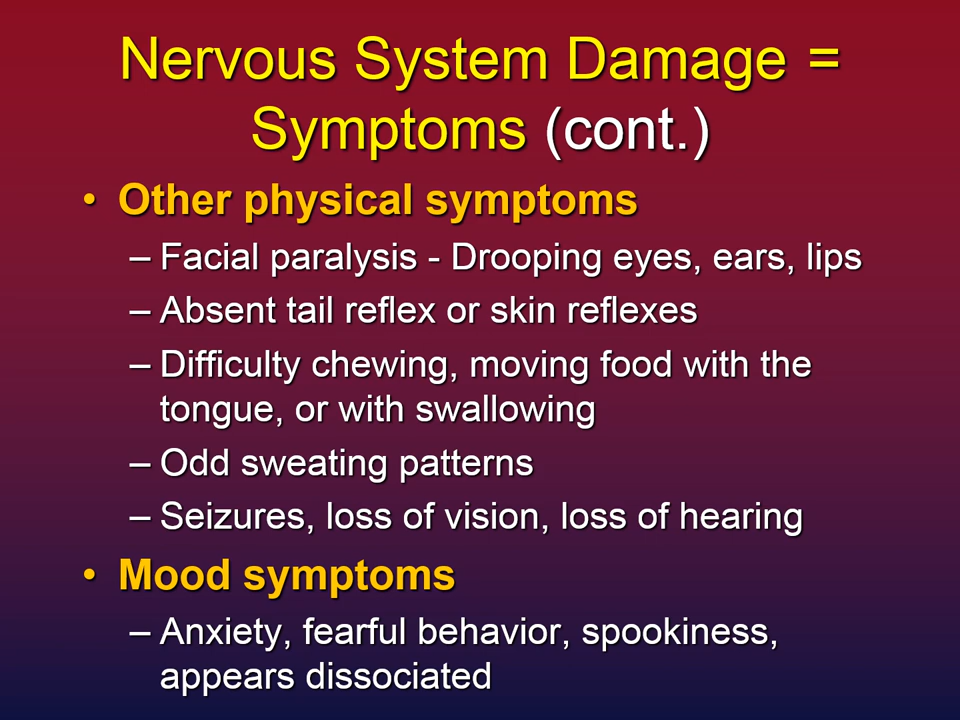 Nervous System Damage =
Symptoms (cont.)
• Other physical symptoms
– Facial paralysis - Drooping eyes, ears, lips
– Absent tail reflex or skin reflexes
– Difficulty chewing, moving food with the
tongue, or with swallowing
– Odd sweating patterns
– Seizures, loss of vision, loss of hearing
• Mood symptoms
– Anxiety, fearful behavior, spookiness,
appears dissociated